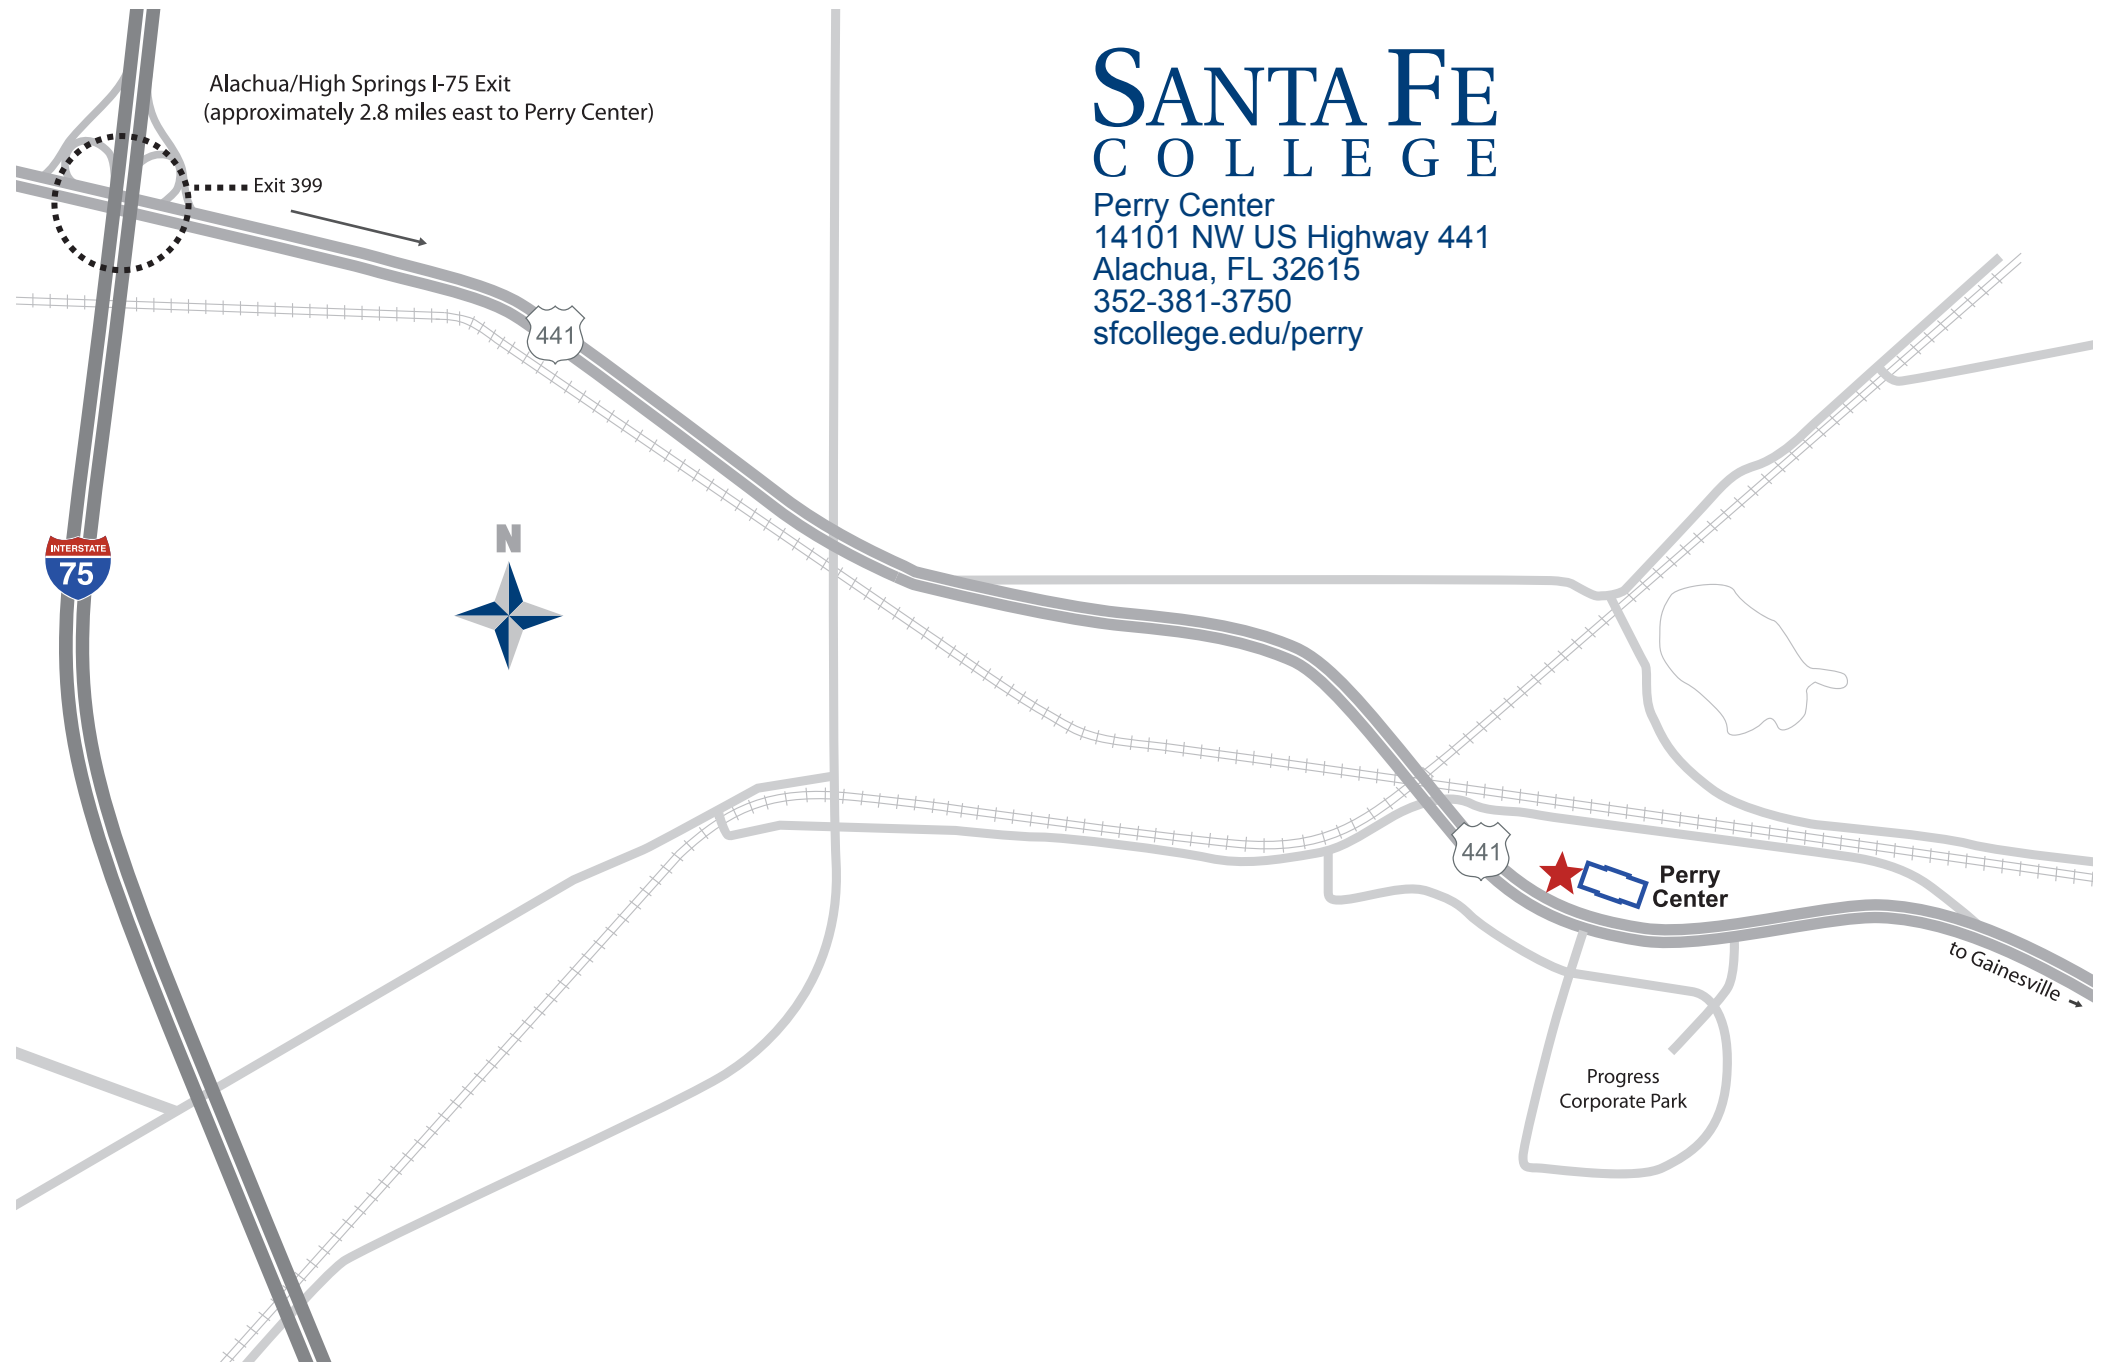 Alachua/High Springs I-75 Exit
(approximately 2.8 miles east to Perry Center)
Exit 399
SANTA FE
COLLEGE
Perry Center
14101 NW US Highway 441
Alachua, FL 32615
352-381-3750
sfcollege.edu/perry
441
N
INTERSTATE
75
441
Perry
Center
to Gainesville
Progress
Corporate Park